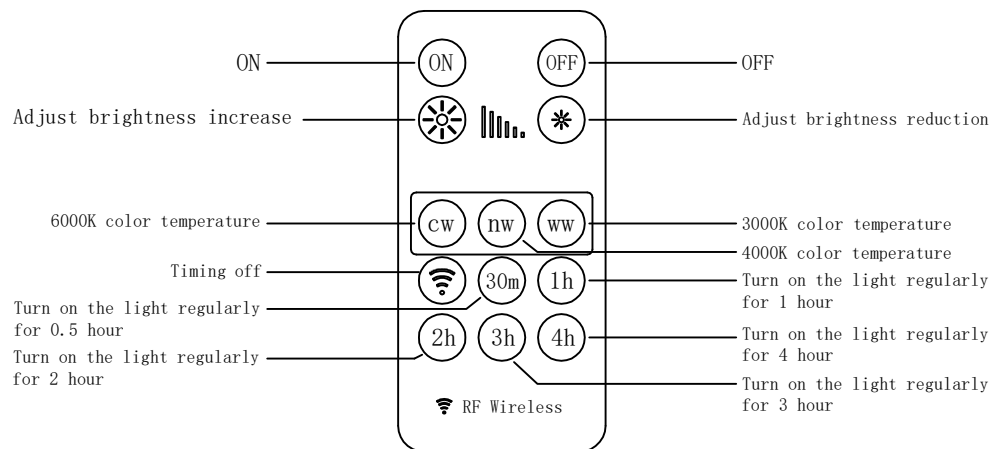 ON
ON
OFF
OFF
Adjust brightness increase
Adjust brightness reduction
cw
nw
ww
6000K color temperature
3000K color temperature
4000K color temperature
Timing off
30m
1h
Turn on the light regularly
for 1 hour
Turn on the light regularly
for 0.5 hour
2h
3h
4h
Turn on the light regularly
for 4 hour
Turn on the light regularly
for 2 hour
Turn on the light regularly
for 3 hour
RF Wireless